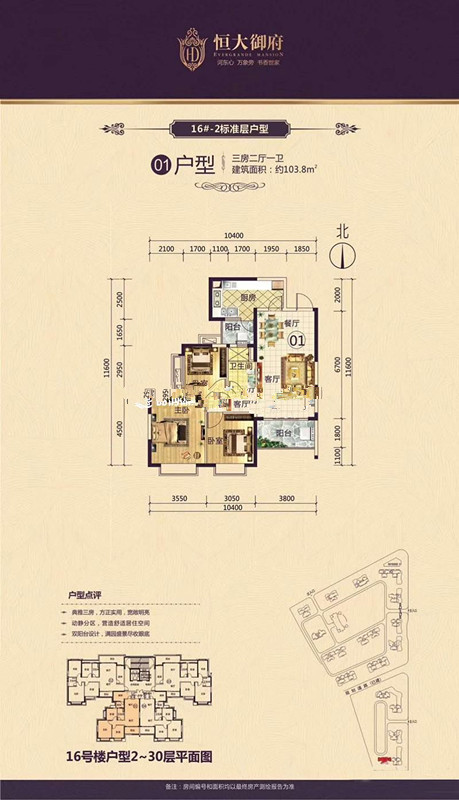 恒大御府
EVERGRANDE MANSION
河东心 万象旁 书香世家
16#-2标准层户型
01 户型
三房二厅一卫
建筑面积：约103.8m²
北
10400
2100 1700 1100 1700 1950 1850
11600
2500
1650
2950
4500
2000
6700
11600
1800
1100
厨房
阳台
餐厅
01
卫生间
客厅
卧室
客厅
主卧
卧室
阳台
3550 3050 3800
10400
户型点评
典雅三房，方正实用，宽敞明亮
动静分区，营造舒适居住空间
双阳台设计，满园盛景尽收眼底
16号楼户型2~30层平面图
备注：房间编号和面积均以最终房产测绘报告为准